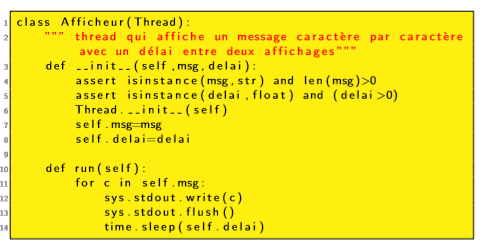 1 class Afficheur(Thread):
2     """ thread qui affiche un message caractère par caractère
          avec un délai entre deux affichages"""
3     def __init__(self,msg,delai):
4         assert isinstance(msg,str) and len(msg)>0
5         assert isinstance(delai,float) and (delai>0)
6         Thread.__init__(self)
7         self.msg=msg
8         self.delai=delai
9
10     def run(self):
11         for c in self.msg:
12             sys.stdout.write(c)
13             sys.stdout.flush()
14             time.sleep(self.delai)